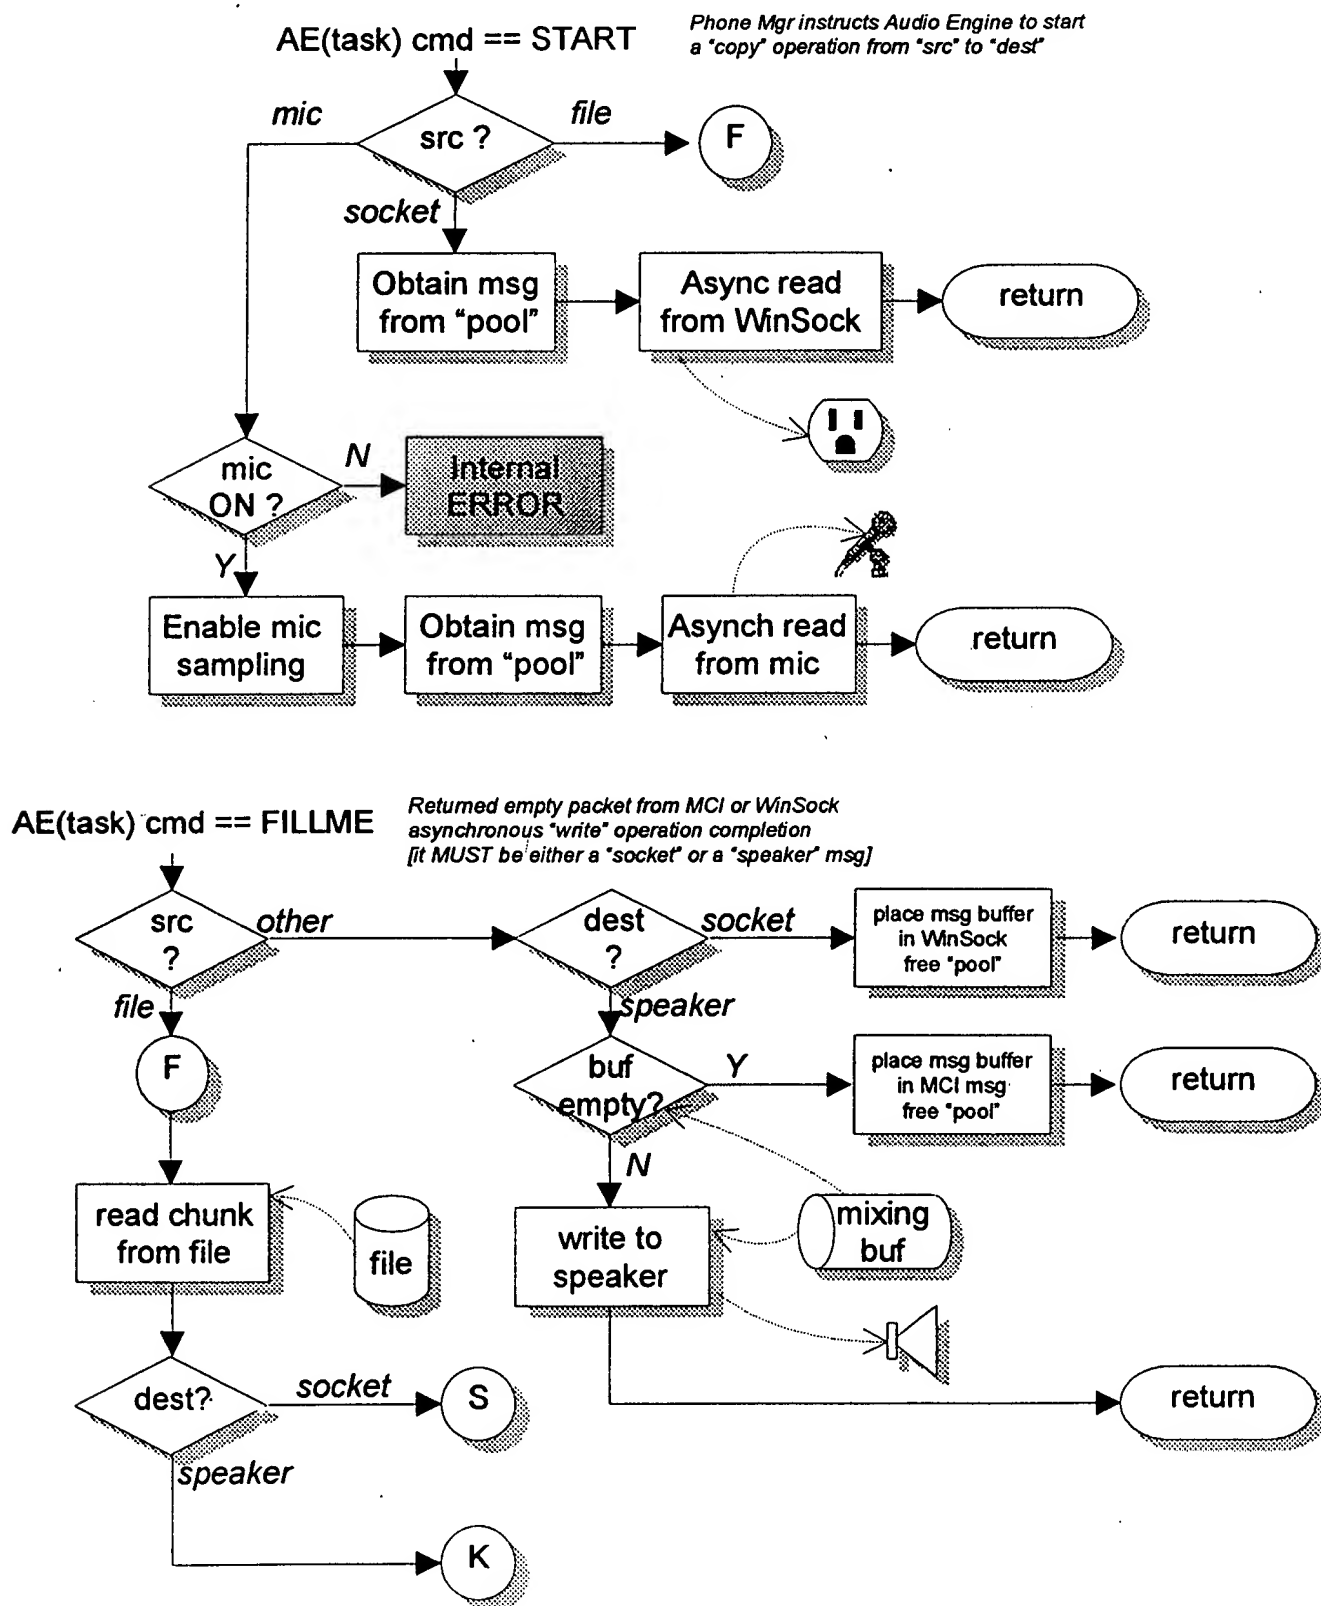 AE(task) cmd == START
Phone Mgr instructs Audio Engine to start
a "copy" operation from "src" to "dest"
mic
src ?
file
F
socket
Obtain msg
from "pool"
Async read
from WinSock
return
mic
ON ?
N
Internal
ERROR
Y
Enable mic
sampling
Obtain msg
from "pool"
Asynch read
from mic
return
AE(task) cmd == FILLME
Returned empty packet from MCI or WinSock
asynchronous "write" operation completion
[it MUST be either a "socket" or a "speaker" msg]
src
?
other
dest
?
socket
place msg buffer
in WinSock
free "pool"
return
file
speaker
F
buf
empty?
Y
place msg buffer
in MCI msg
free "pool"
return
N
read chunk
from file
file
write to
speaker
mixing
buf
dest?
socket
S
return
speaker
K